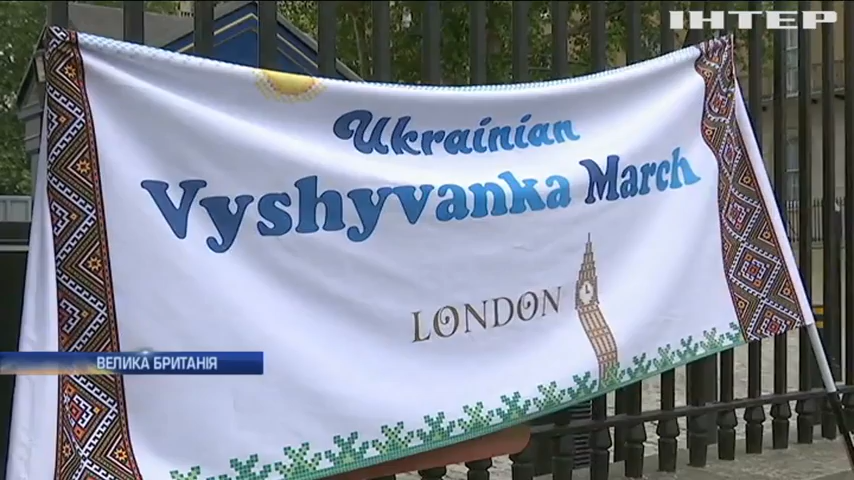 ІНТЕР
Ukrainian
Vyshyvanka March
LONDON
ВЕЛИКА БРИТАНІЯ